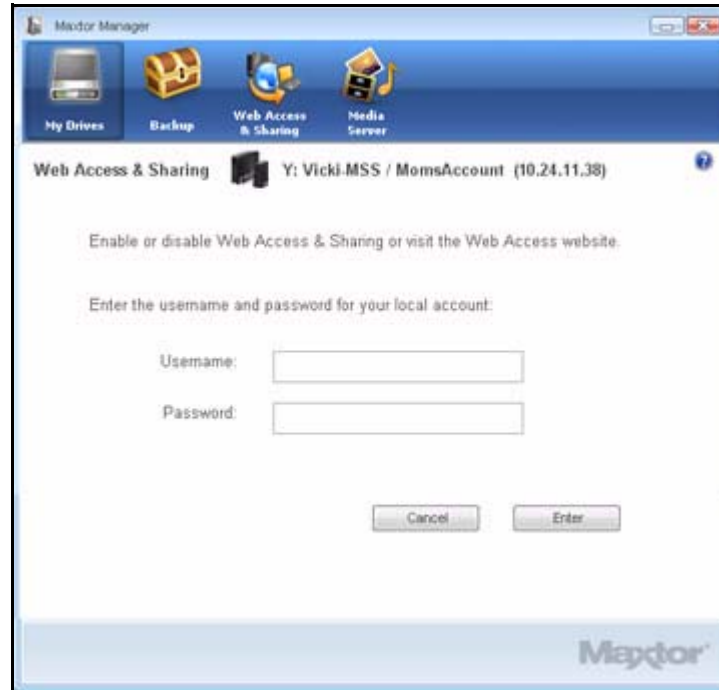 Maxtor Manager
My Drives
Backup
Web Access
& Sharing
Media
Server
Web Access & Sharing
Y: Vicki-MSS / MomsAccount (10.24.11.38)
?
Enable or disable Web Access & Sharing or visit the Web Access website.
Enter the username and password for your local account:
Username:
Password:
Cancel
Enter
Maxtor